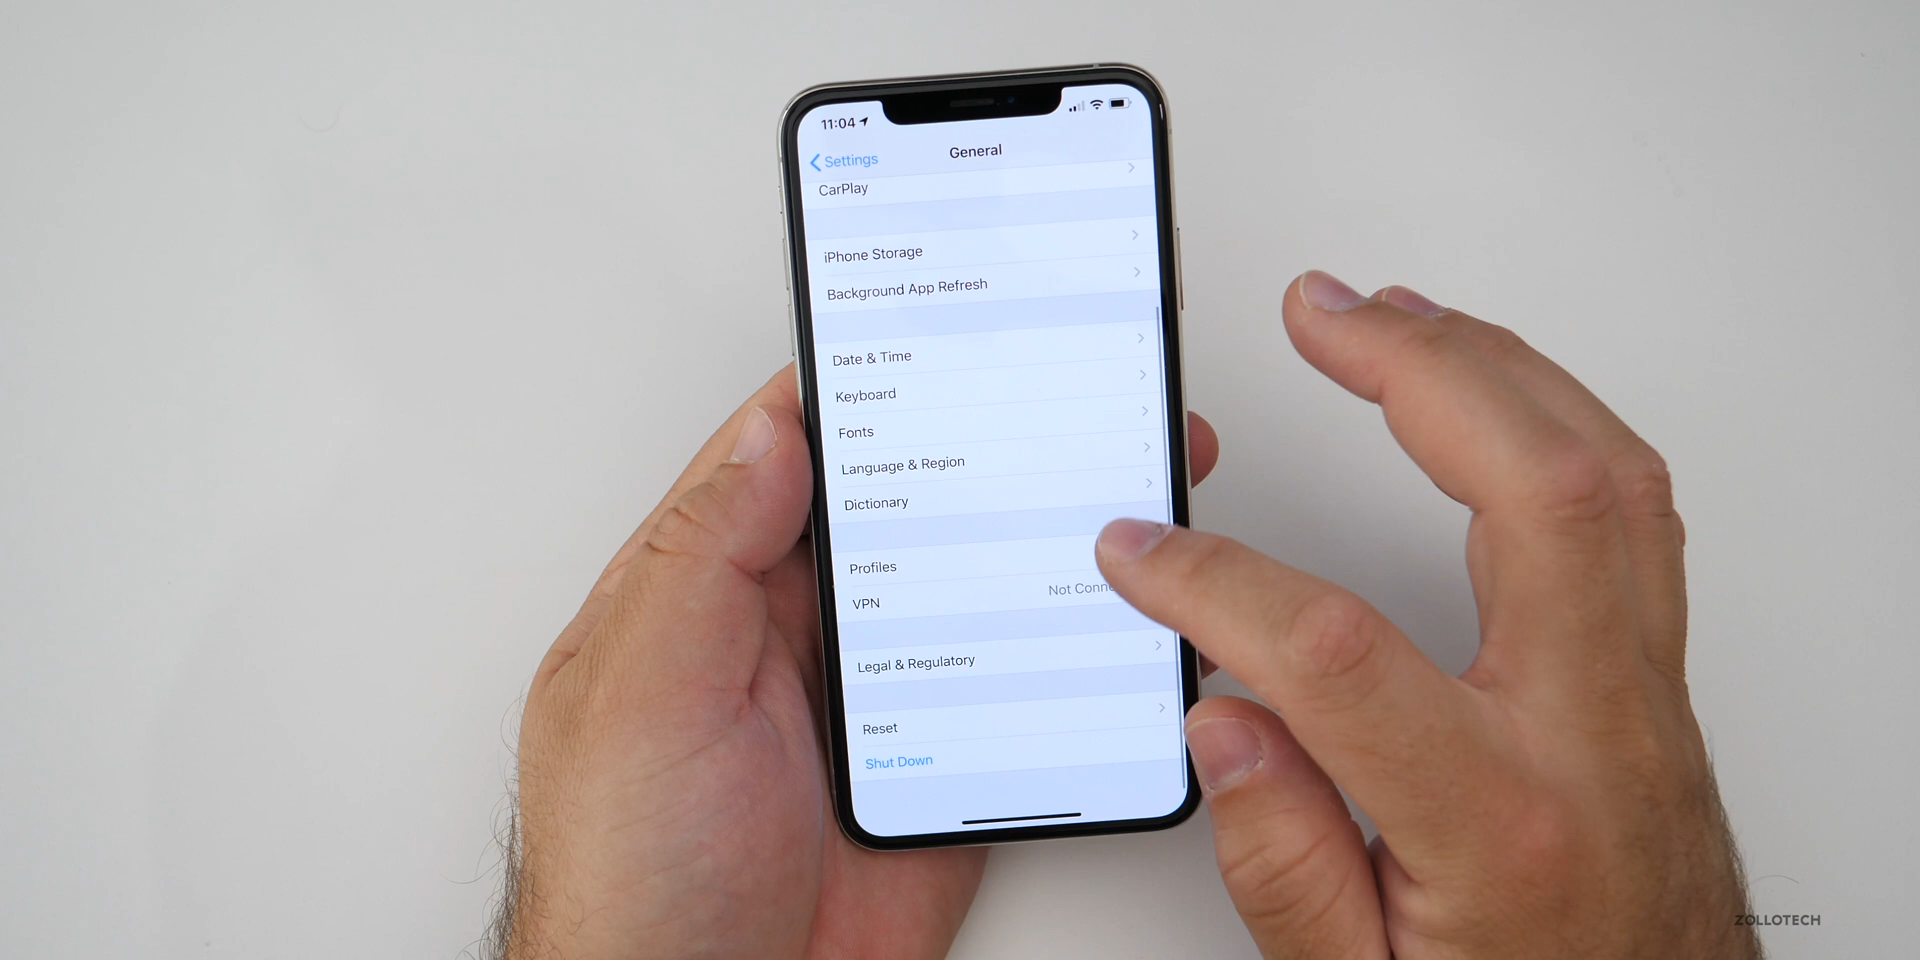 11:04
Settings
General
CarPlay
iPhone Storage
Background App Refresh
Date & Time
Keyboard
Fonts
Language & Region
Dictionary
Profiles
VPN
Not Conne
Legal & Regulatory
Reset
Shut Down
ZOLLOTECH